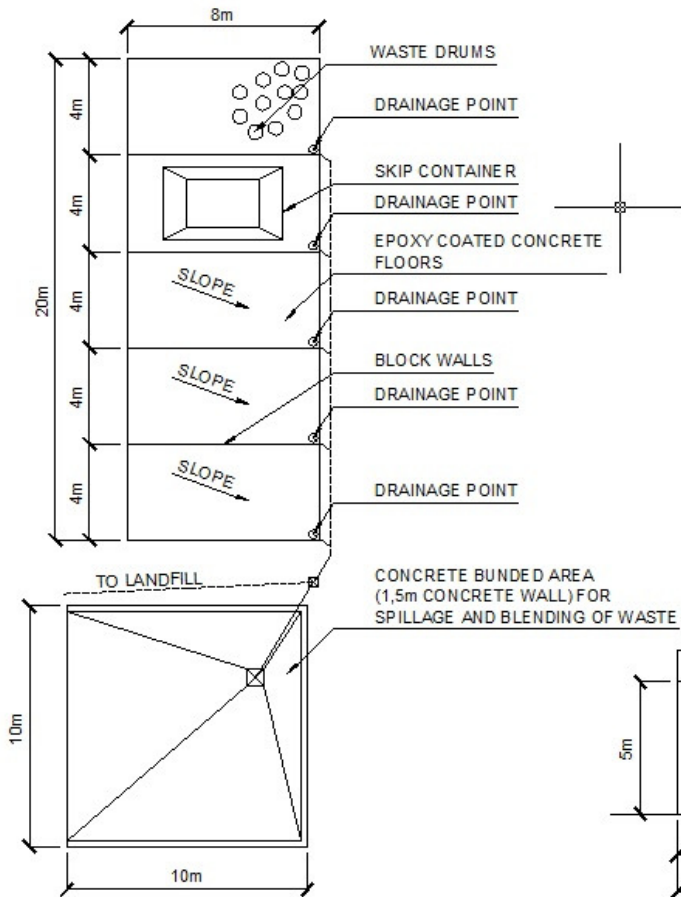 8m
WASTE DRUMS
4m
DRAINAGE POINT
SKIP CONTAINER
4m
DRAINAGE POINT
EPOXY COATED CONCRETE
FLOORS
SLOPE
20m
4m
DRAINAGE POINT
BLOCK WALLS
SLOPE
4m
DRAINAGE POINT
SLOPE
4m
DRAINAGE POINT
TO LANDFILL
CONCRETE BUNDED AREA
(1,5m CONCRETE WALL) FOR
SPILLAGE AND BLENDING OF WASTE
10m
5m
10m